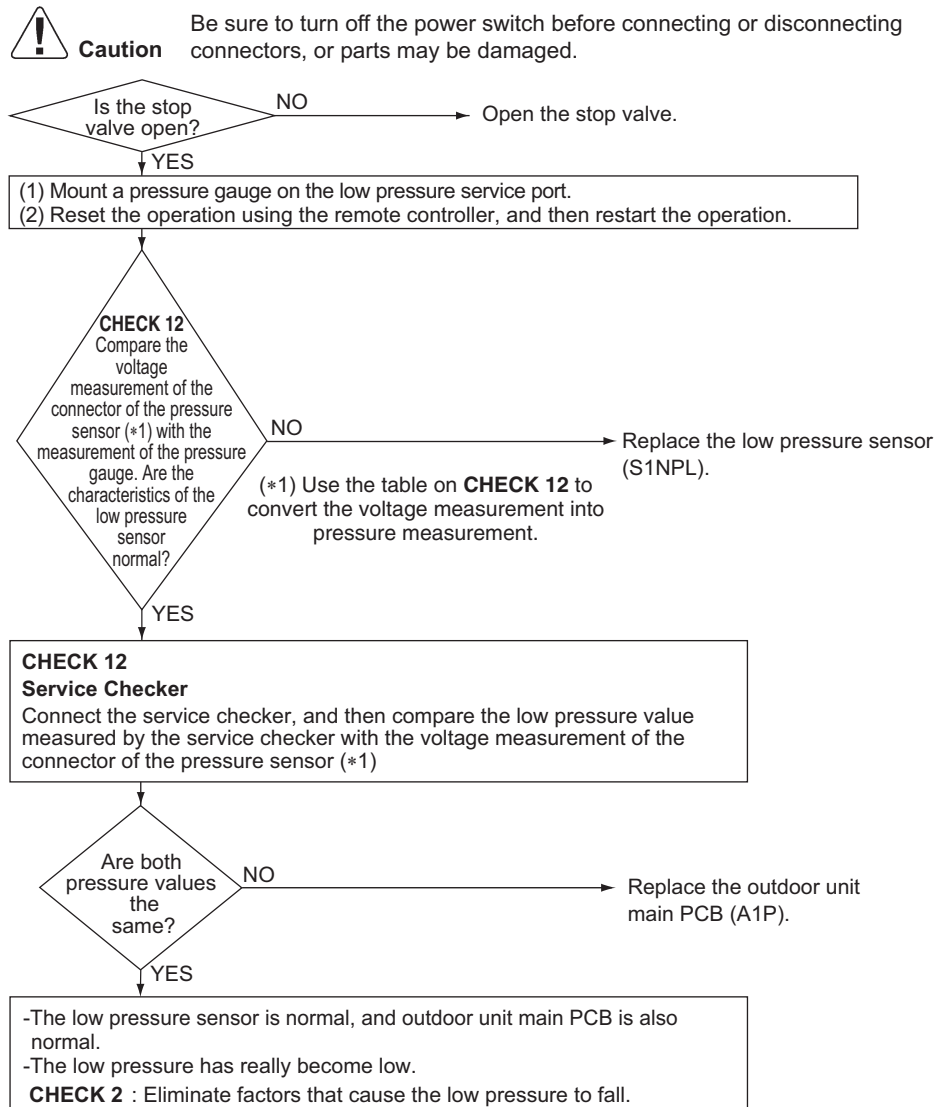 Be sure to turn off the power switch before connecting or disconnecting
Caution connectors, or parts may be damaged.
Is the stop
valve open?
NO
Open the stop valve.
YES
(1) Mount a pressure gauge on the low pressure service port.
(2) Reset the operation using the remote controller, and then restart the operation.
CHECK 12
Compare the
voltage
measurement of the
connector of the pressure
sensor (*1) with the
measurement of the pressure
gauge. Are the
characteristics of the
low pressure
sensor
normal?
NO
Replace the low pressure sensor
(S1NPL).
(*1) Use the table on CHECK 12 to
convert the voltage measurement into
pressure measurement.
YES
CHECK 12
Service Checker
Connect the service checker, and then compare the low pressure value
measured by the service checker with the voltage measurement of the
connector of the pressure sensor (*1)
Are both
pressure values
the
same?
NO
Replace the outdoor unit
main PCB (A1P).
YES
-The low pressure sensor is normal, and outdoor unit main PCB is also
normal.
-The low pressure has really become low.
CHECK 2 : Eliminate factors that cause the low pressure to fall.